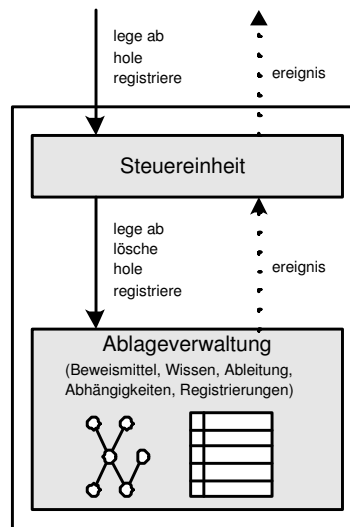 lege ab
hole
registriere
ereignis
Steuereinheit
lege ab
lösche
hole
registriere
ereignis
Ablageverwaltung
(Beweismittel, Wissen, Ableitung,
Abhängigkeiten, Registrierungen)